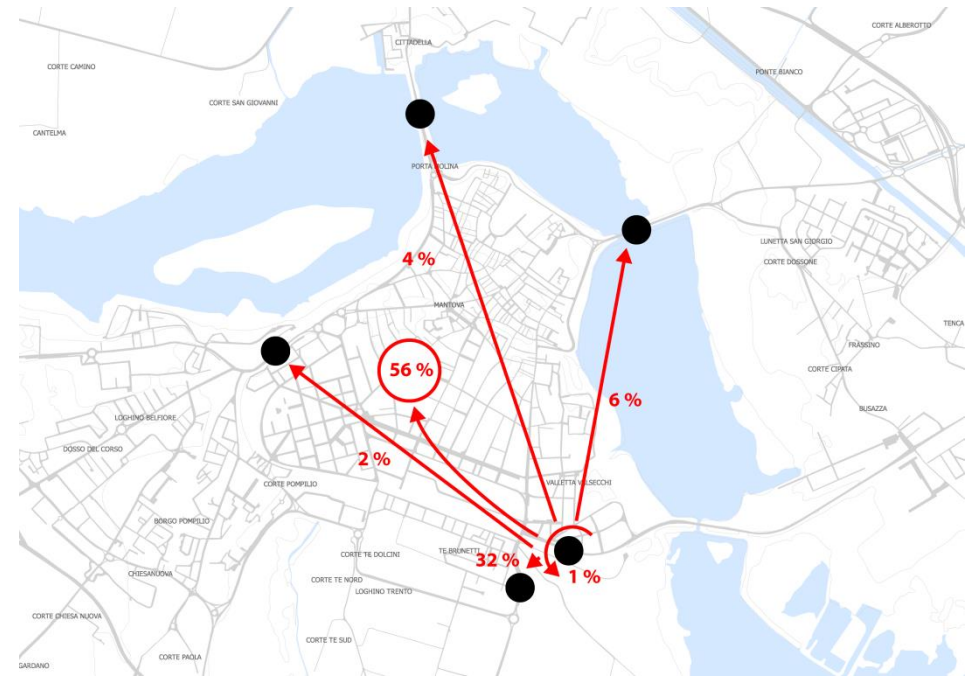 CORTE ALBEROTTO
CITTADELLA
CORTE CAMINO
PONTE BIANCO
CORTE SAN GIOVANNI
CANTELMA
PORTA MOLINA
LUNETTA SAN GIORGIO
4 %
CORTE DOSSONE
MANTOVA
TENCA
FRASSINO
56 %
CORTE CIPATA
6 %
BUSAZZA
LOGHINO BELFIORE
DOSSO DEL CORSO
2 %
CORTE POMPILIO
VALLETTA VALSECCHI
BORGO POMPILIO
CORTE TE DOLCINI
TE BRUNETTI
32 %
CHIESANUOVA
1 %
CORTE TE NORD
LOGHINO TRENTO
CORTE CHIESA NUOVA
CORTE TE SUD
CORTE PAOLA
GARDANO